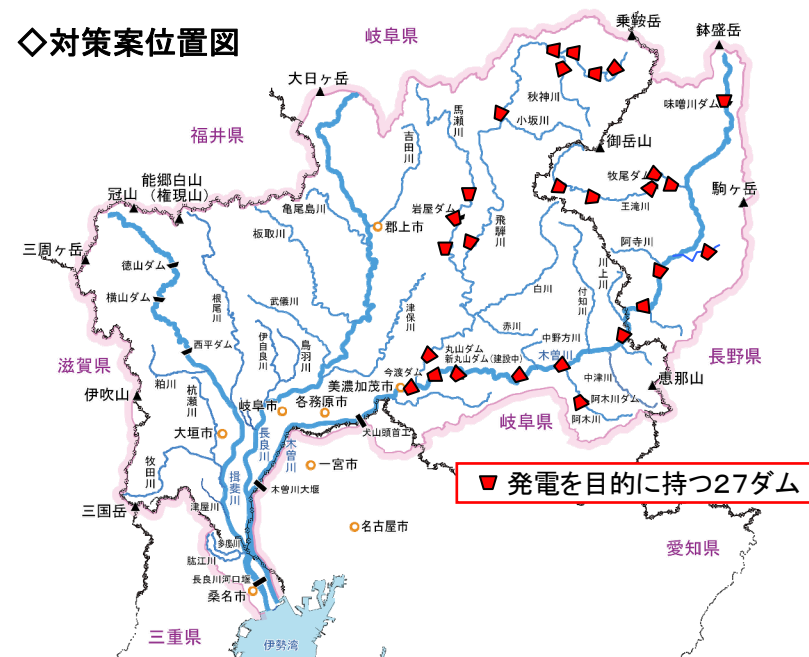 ◇対策案位置図
岐阜県
乗鞍岳
鉢盛岳
大日ヶ岳
馬瀬川
秋神川
味噌川ダム
小坂川
福井県
吉田川
御岳山
能郷白山
（権現山）
冠山
牧尾ダム
駒ヶ岳
亀尾島川
岩屋ダム
王滝川
板取川
郡上市
飛騨川
阿寺川
三周ヶ岳
徳山ダム
川上川
横山ダム
根尾川
武儀川
津保川
白川
付知川
伊自良川
鳥羽川
赤川
西平ダム
中野方川
丸山ダム
新丸山ダム(建設中)
木曽川
長野県
滋賀県
今渡ダム
粕川
杭瀬川
美濃加茂市
中津川
恵那山
伊吹山
岐阜市
各務原市
阿木川ダム
阿木川
岐阜県
大垣市
長良川
木曽川
犬山頭首工
牧田川
揖斐川
一宮市
発電を目的に持つ27ダム
木曽川大堰
三国岳
津屋川
名古屋市
多度川
愛知県
肱江川
長良川河口堰
桑名市
三重県
伊勢湾